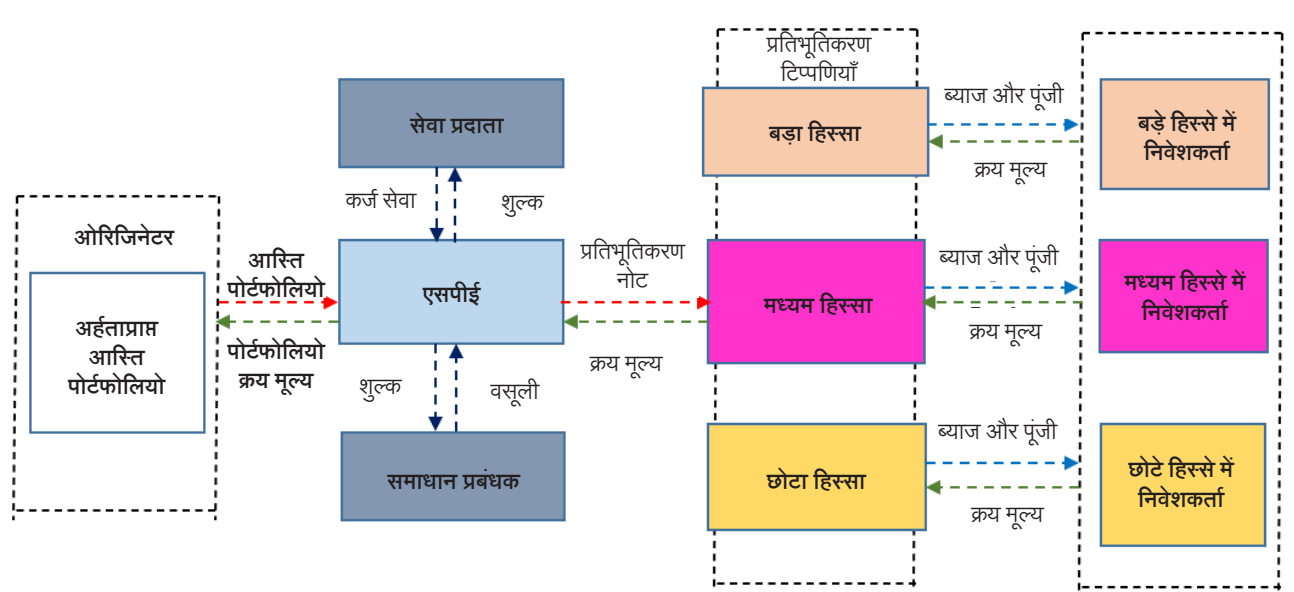 ओरिजिनेटर
अर्हताप्राप्त
आस्ति
पोर्टफोलियो
आस्ति
पोर्टफोलियो
पोर्टफोलियो
क्रय मूल्य
सेवा प्रदाता
कर्ज सेवा
शुल्क
एसपीई
शुल्क
वसूली
समाधान प्रबंधक
प्रतिभूतिकरण
नोट
क्रय मूल्य
प्रतिभूतिकरण
टिप्पणियाँ
बड़ा हिस्सा
मध्यम हिस्सा
छोटा हिस्सा
ब्याज और पूंजी
क्रय मूल्य
ब्याज और पूंजी
क्रय मूल्य
ब्याज और पूंजी
क्रय मूल्य
बड़े हिस्से में
निवेशकर्ता
मध्यम हिस्से में
निवेशकर्ता
छोटे हिस्से में
निवेशकर्ता